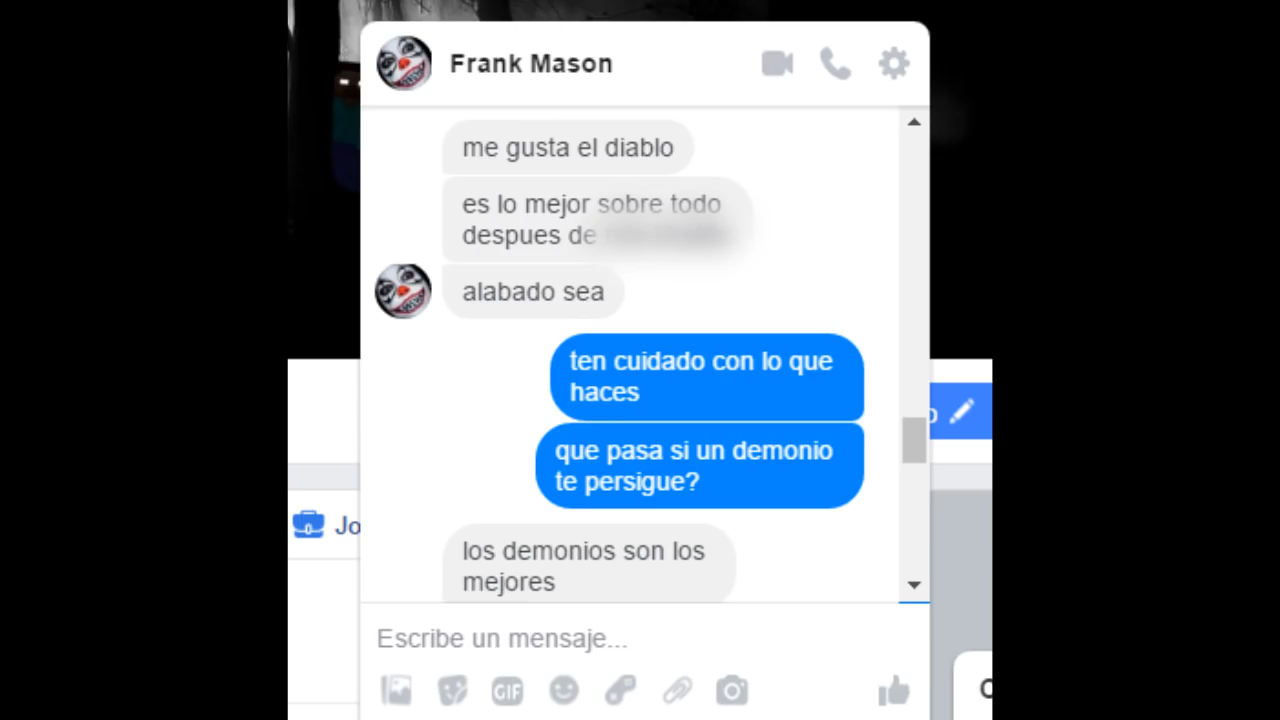 Frank Mason
me gusta el diablo
es lo mejor sobre todo
despues de
alabado sea
ten cuidado con lo que
haces
que pasa si un demonio
te persigue?
los demonios son los
mejores
Jo
Escribe un mensaje...
GIF